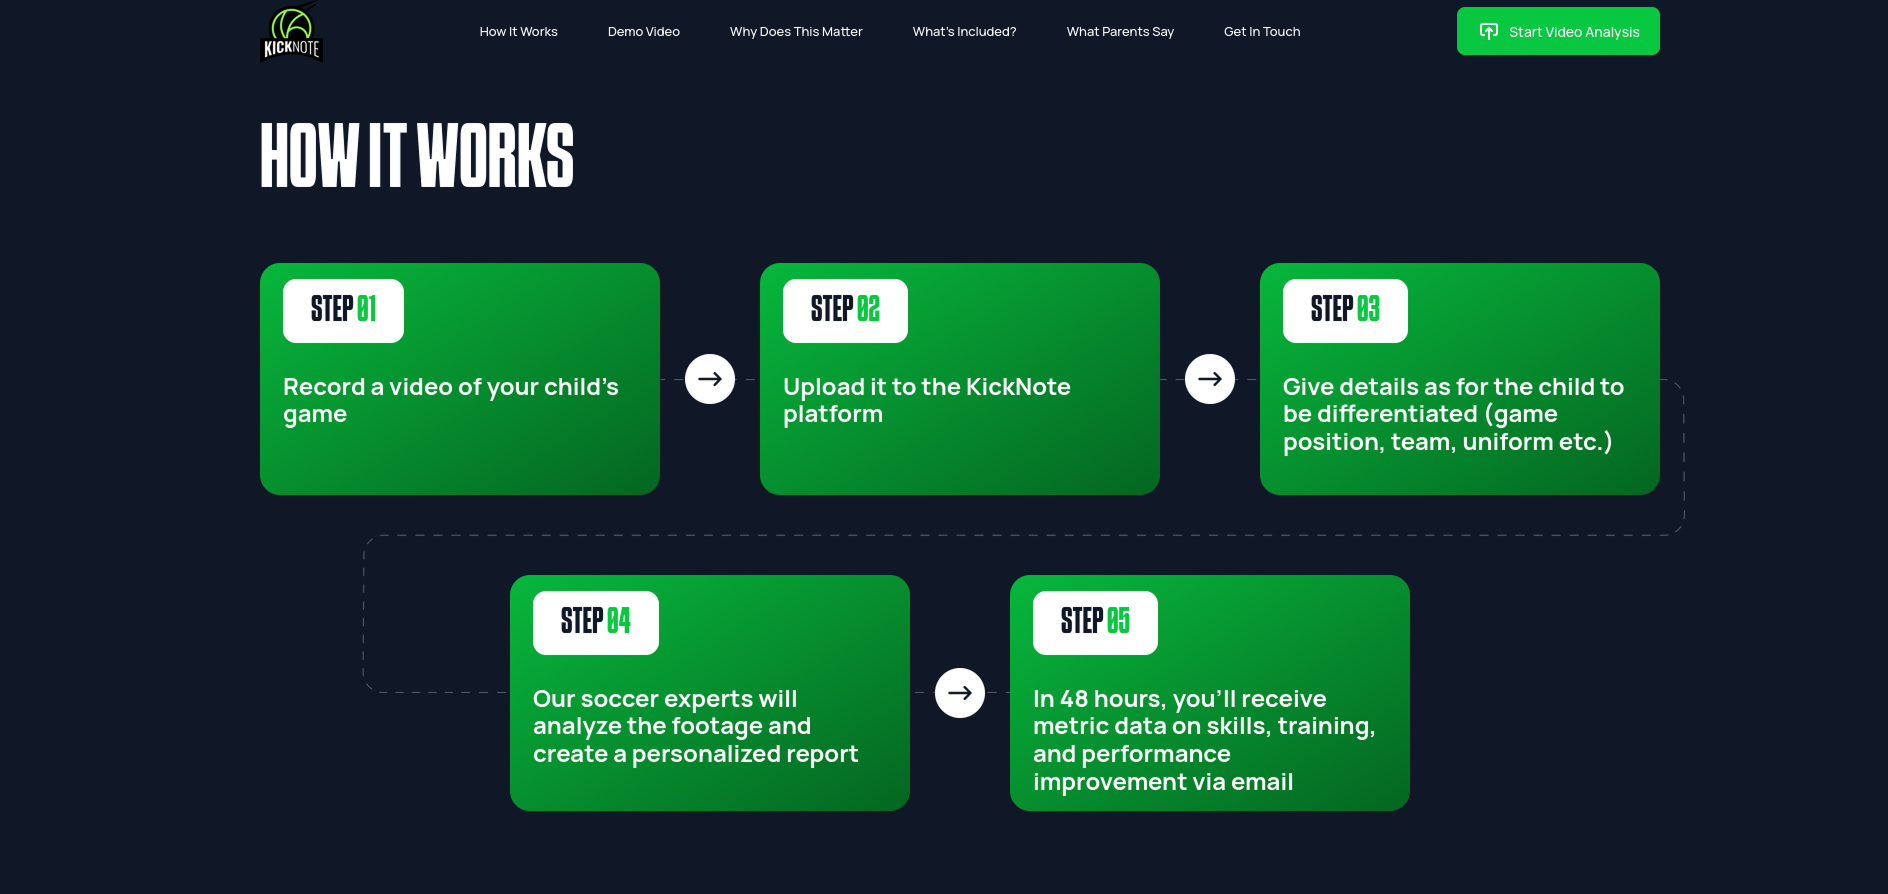 KICKNOTE
How It Works
Demo Video
Why Does This Matter
What's Included?
What Parents Say
Get In Touch
Start Video Analysis
HOW IT WORKS
STEP 01
Record a video of your child's
game
STEP 02
Upload it to the KickNote
platform
STEP 03
Give details as for the child to
be differentiated (game
position, team, uniform etc.)
STEP 04
Our soccer experts will
analyze the footage and
create a personalized report
STEP 05
In 48 hours, you'll receive
metric data on skills, training,
and performance
improvement via email